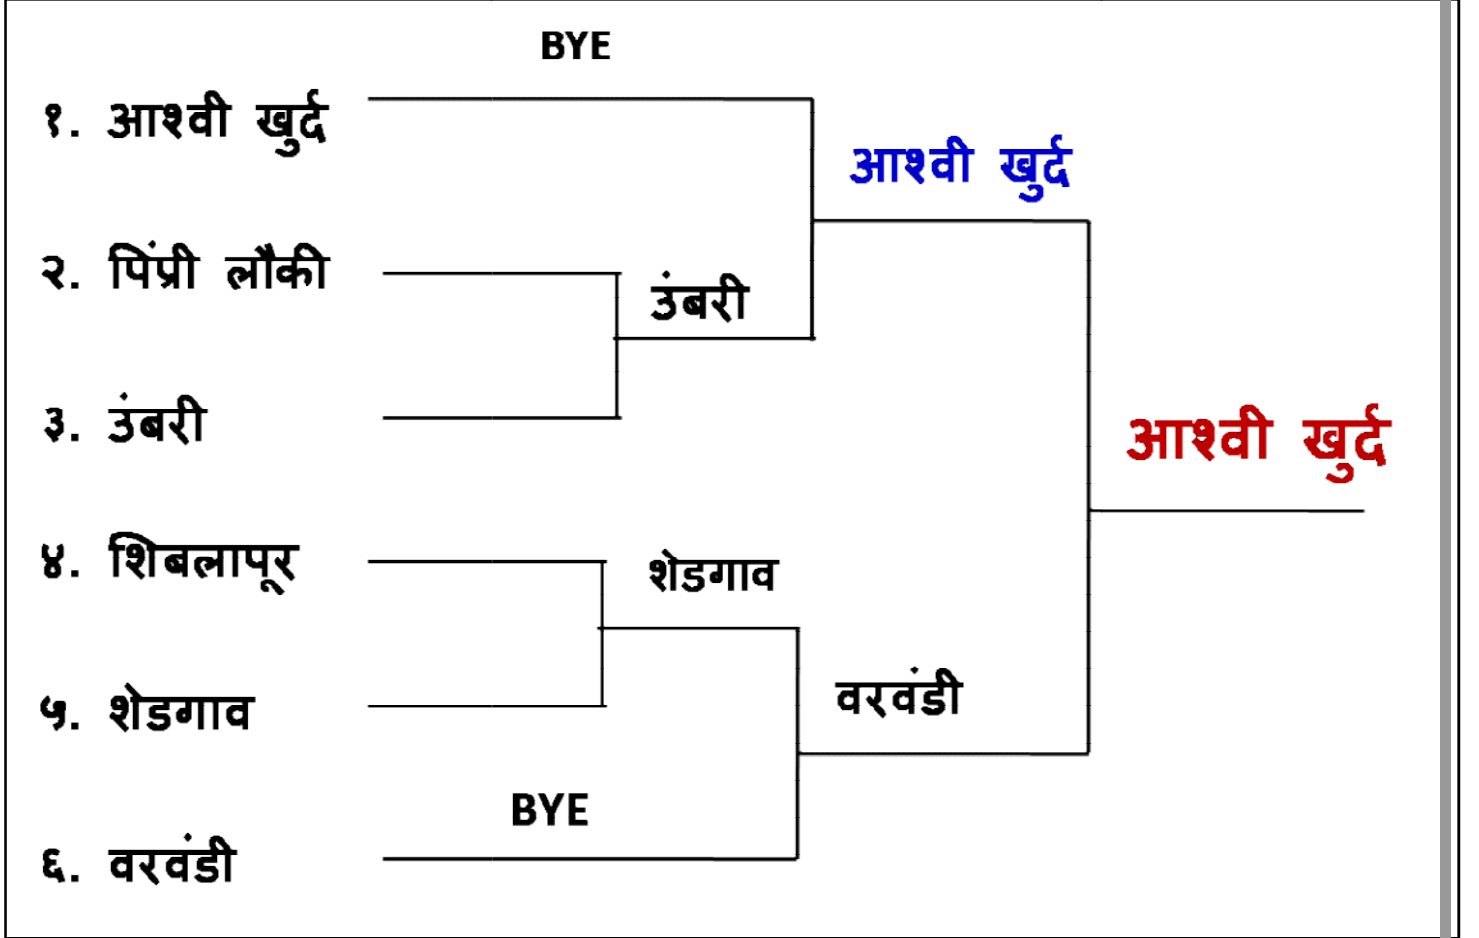 BYE
१. आश्वी खुर्द
आश्वी खुर्द
२. पिंप्री लौकी
उंबरी
३. उंबरी
आश्वी खुर्द
४. शिबलापूर
शेडगाव
५. शेडगाव
वरवंडी
BYE
६. वरवंडी